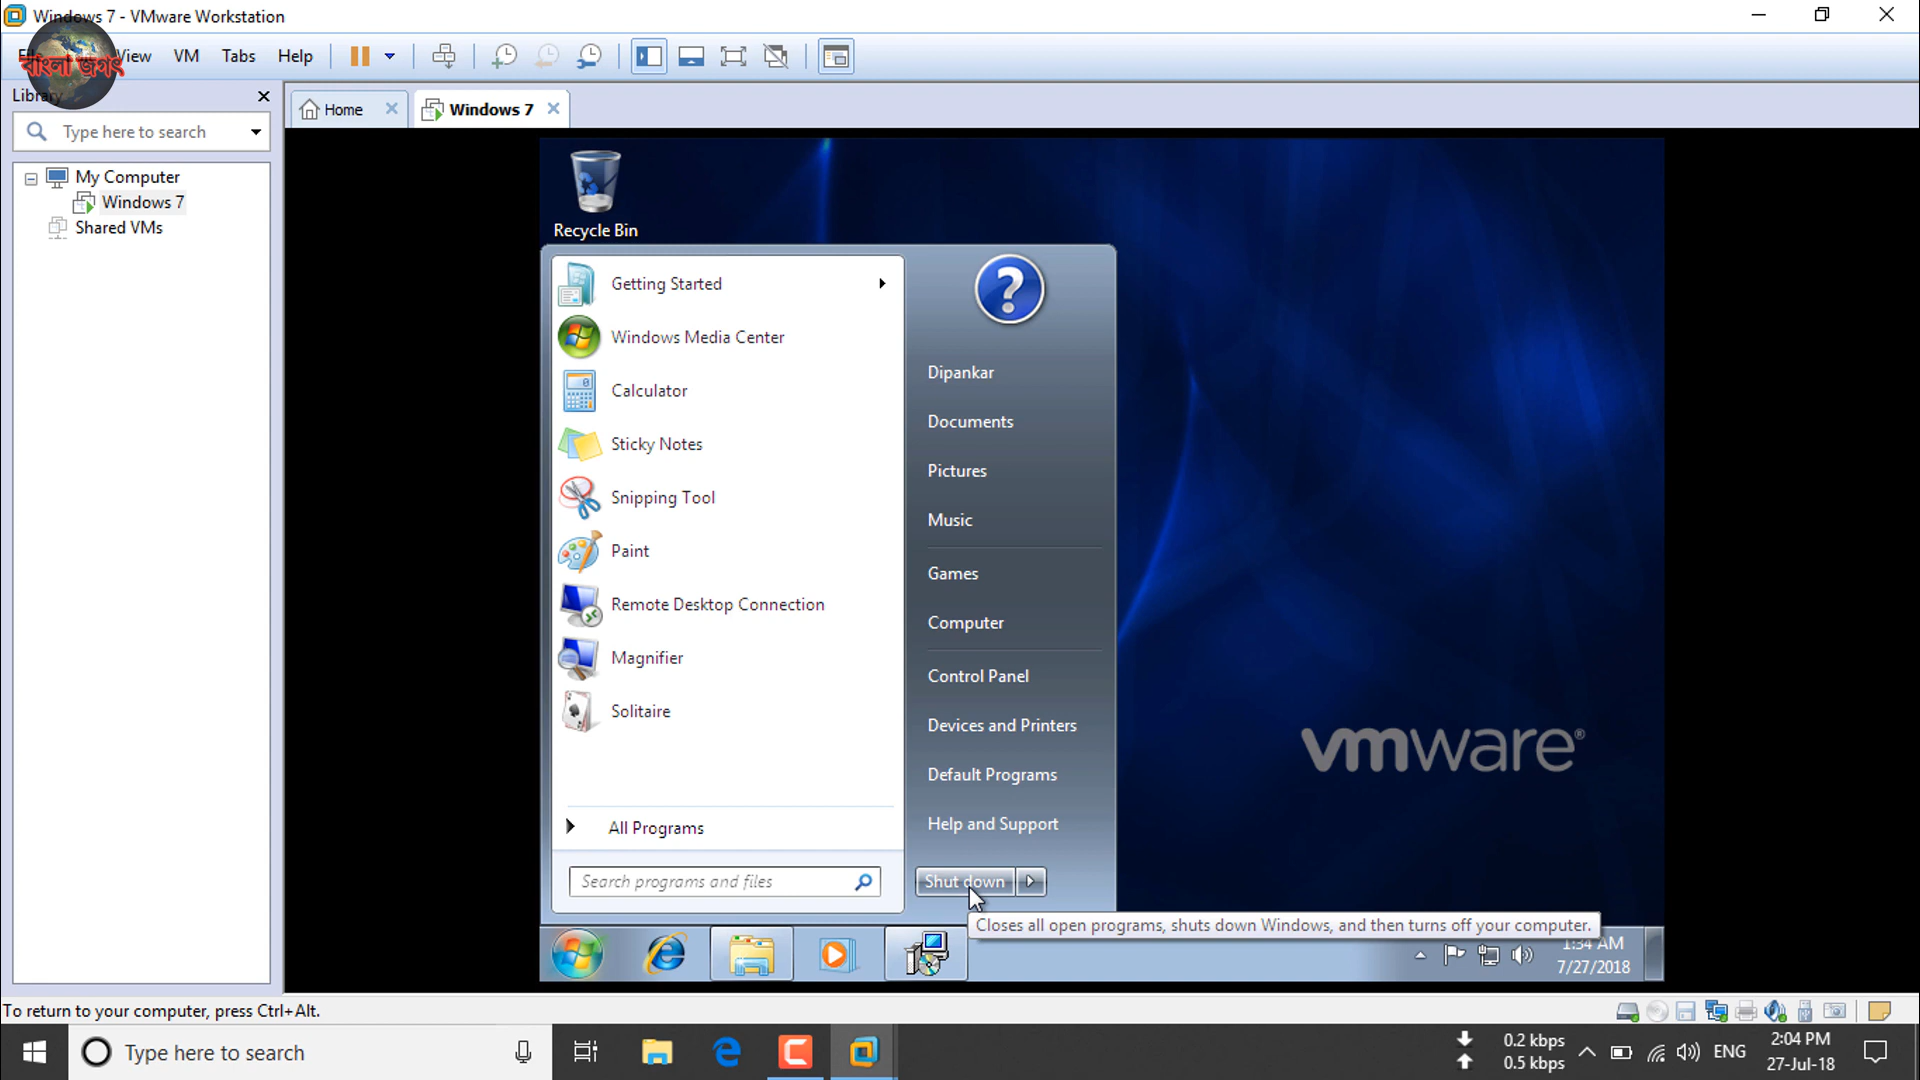 Windows 7 - VMware Workstation
View VM Tabs Help
বাংলা জগৎ
Library
Home
Windows 7
Type here to search
My Computer
Windows 7
Shared VMs
Recycle Bin
Getting Started
Windows Media Center
Calculator
Sticky Notes
Snipping Tool
Paint
Remote Desktop Connection
Magnifier
Solitaire
All Programs
Search programs and files
Dipankar
Documents
Pictures
Music
Games
Computer
Control Panel
Devices and Printers
Default Programs
Help and Support
Shut down
Closes all open programs, shuts down Windows, and then turns off your computer.
vmware®
1:34 AM
7/27/2018
To return to your computer, press Ctrl+Alt.
Type here to search
0.2 kbps
0.5 kbps
ENG
2:04 PM
27-Jul-18